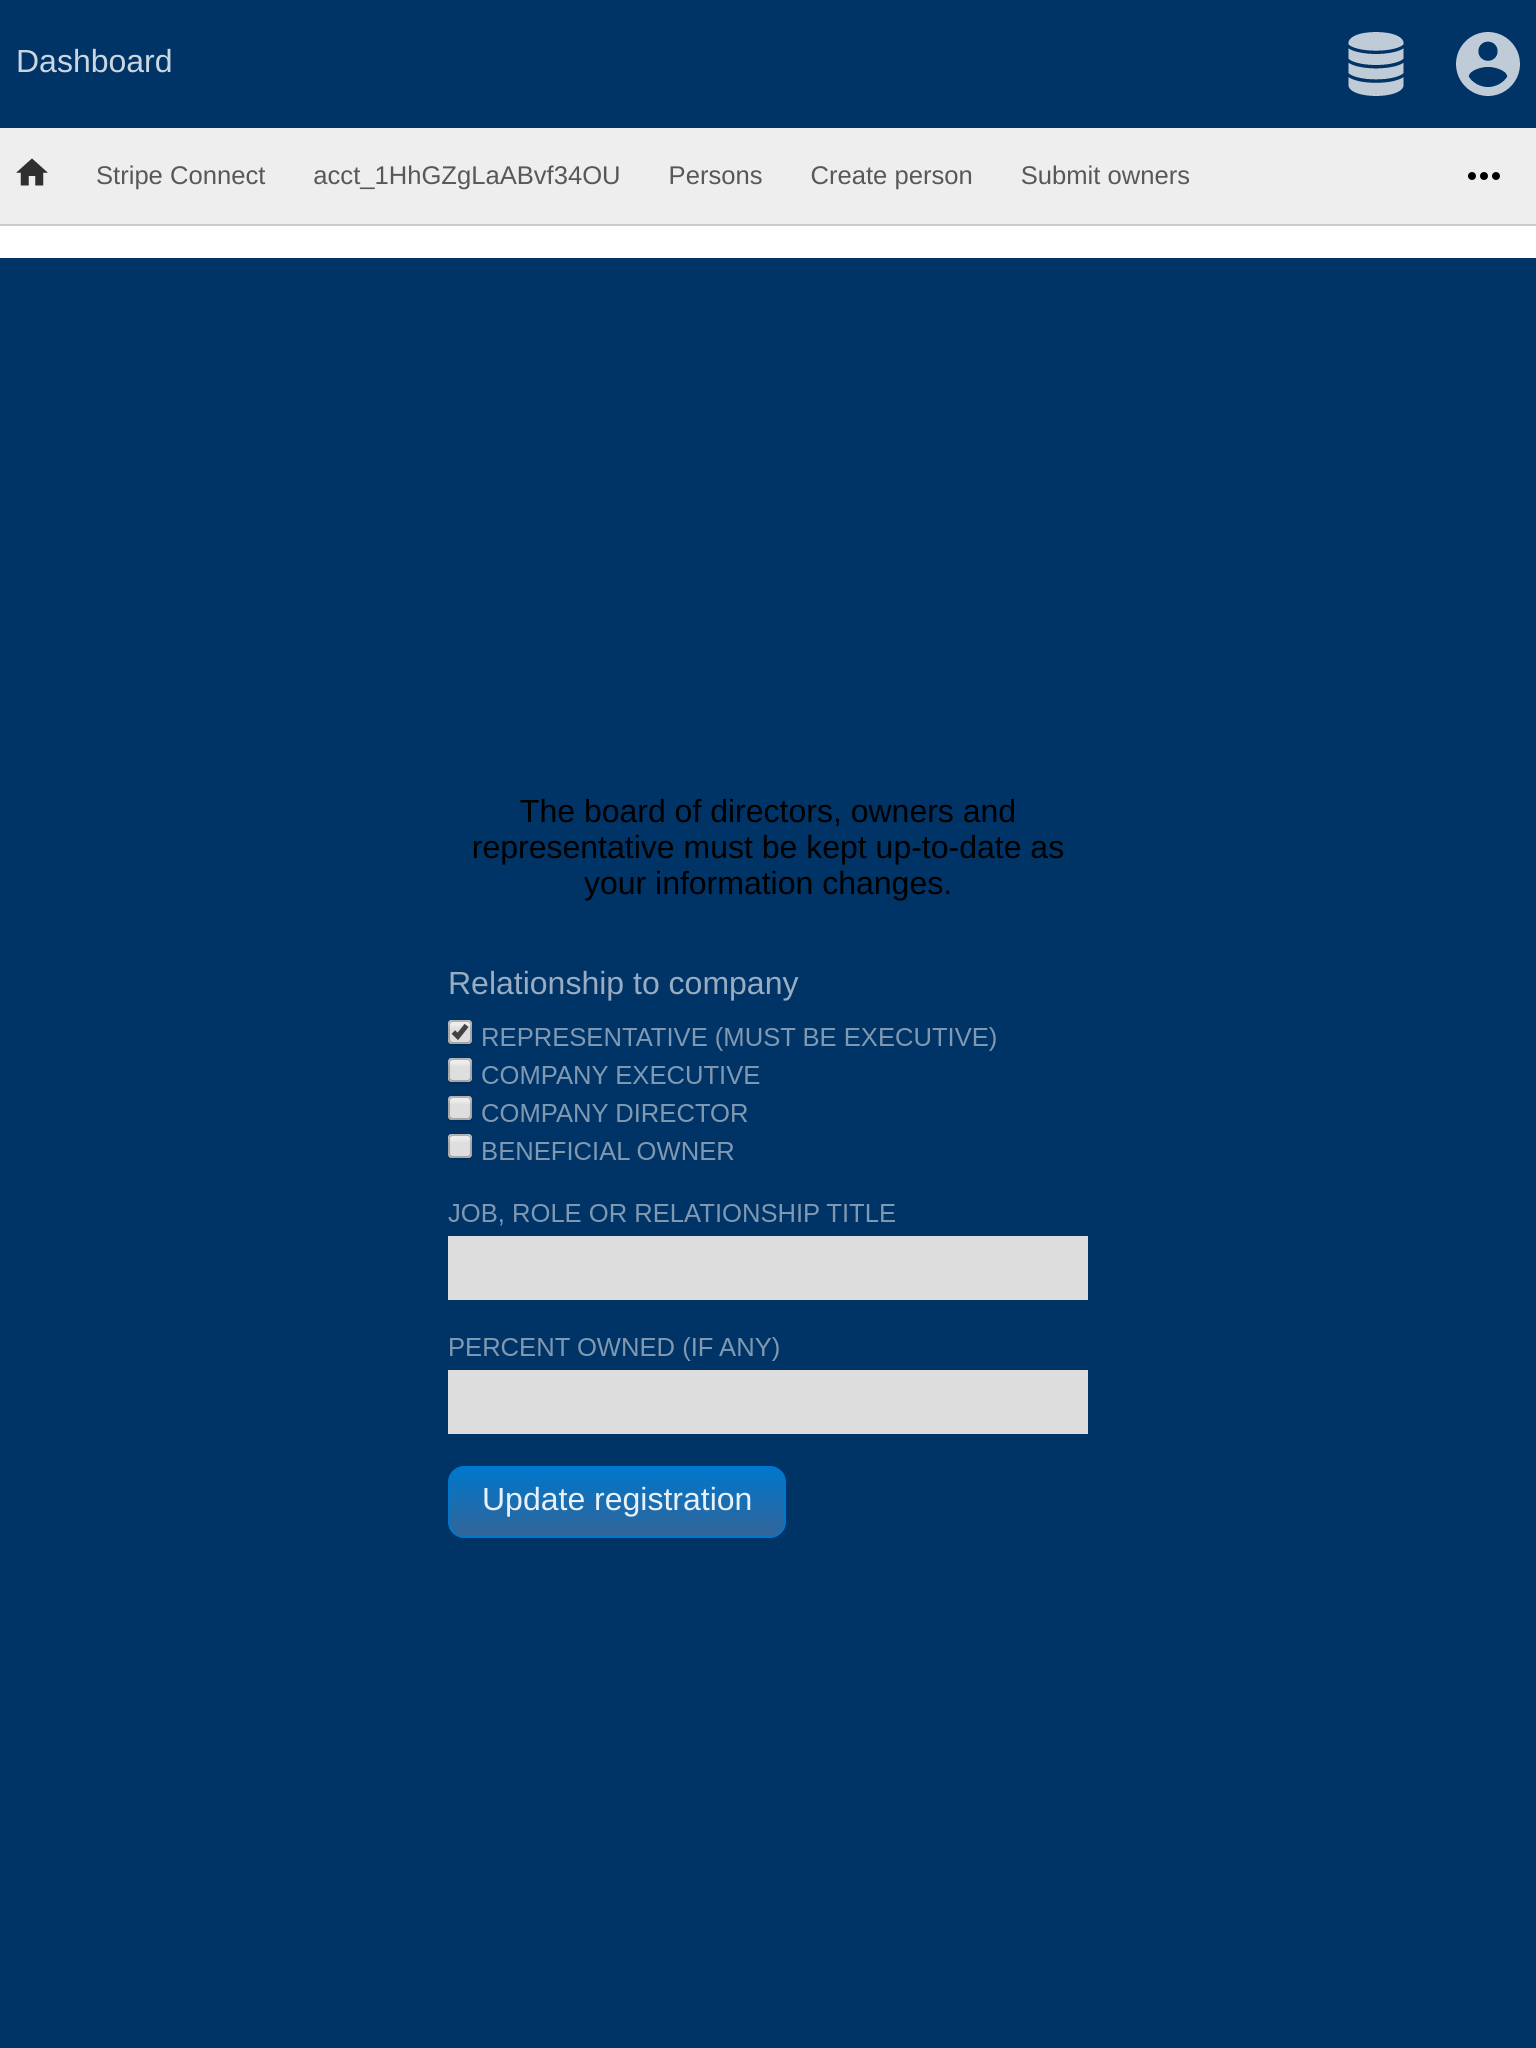 Dashboard
Stripe Connect
acct_1HhGZgLaABvf34OU
Persons
Create person
Submit owners
The board of directors, owners and
representative must be kept up-to-date as
your information changes.
Relationship to company
REPRESENTATIVE (MUST BE EXECUTIVE)
COMPANY EXECUTIVE
COMPANY DIRECTOR
BENEFICIAL OWNER
JOB, ROLE OR RELATIONSHIP TITLE
PERCENT OWNED (IF ANY)
Update registration